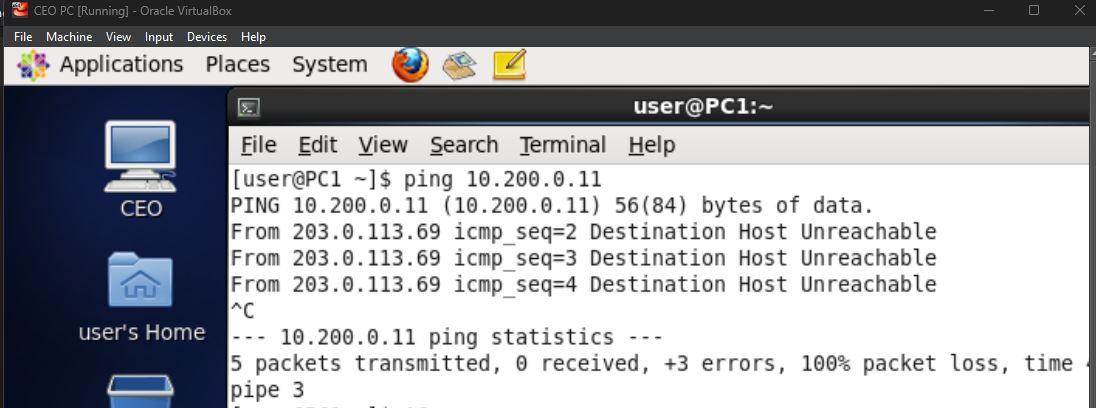 CEO PC [Running] - Oracle VirtualBox
File Machine View Input Devices Help
Applications Places System
user@PC1:~
File Edit View Search Terminal Help
[user@PC1 ~]$ ping 10.200.0.11
PING 10.200.0.11 (10.200.0.11) 56(84) bytes of data.
From 203.0.113.69 icmp_seq=2 Destination Host Unreachable
From 203.0.113.69 icmp_seq=3 Destination Host Unreachable
From 203.0.113.69 icmp_seq=4 Destination Host Unreachable
^C
--- 10.200.0.11 ping statistics ---
5 packets transmitted, 0 received, +3 errors, 100% packet loss, time
pipe 3
CEO
user's Home